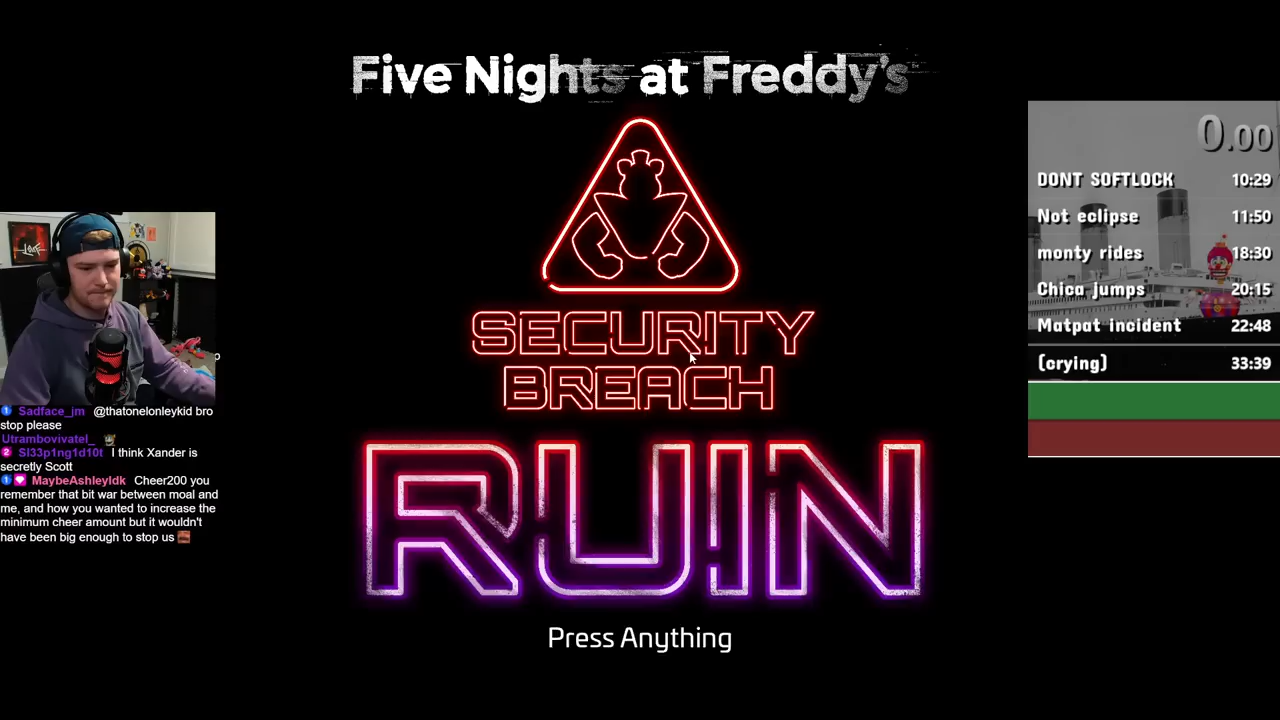 Five Nights at Freddy's
SECURITY
BREACH
RUIN
Press Anything
0.00
DONT SOFTLOCK 10:29
Not eclipse 11:50
monty rides 18:30
Chica jumps 20:15
Matpat incident 22:48
(crying) 33:39
1 Sadface_jm @thatonelonleykid bro
stop please
Utrambovivatel_
2 Sl33p1ng1d10t I think Xander is
secretly Scott
1 MaybeAshleyIdk Cheer200 you
remember that bit war between moal and
me, and how you wanted to increase the
minimum cheer amount but it wouldn't
have been big enough to stop us